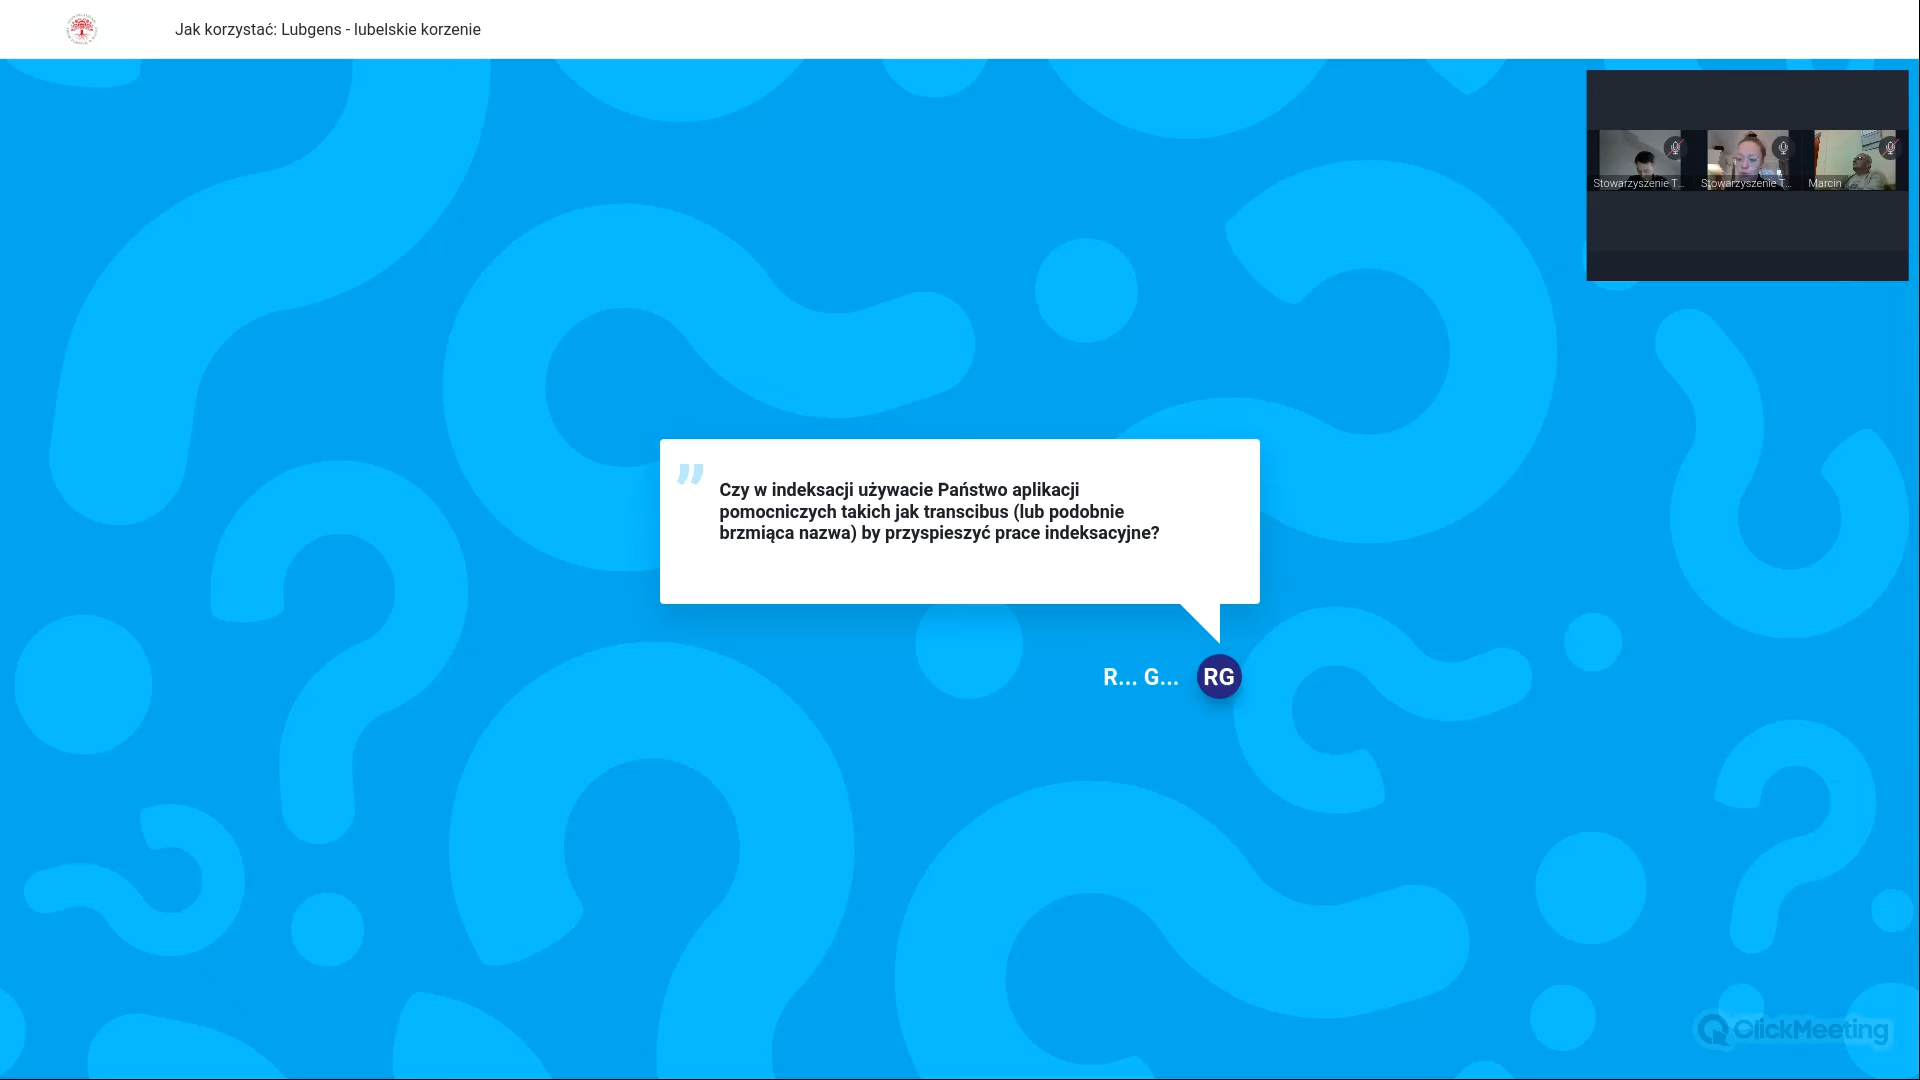 Jak korzystać: Lubgens - lubelskie korzenie
Stowarzyszenie T...
Stowarzyszenie T...
Marcin
Czy w indeksacji używacie Państwo aplikacji
pomocniczych takich jak transcibus (lub podobnie
brzmiąca nazwa) by przyspieszyć prace indeksacyjne?
R... G...
RG
ClickMeeting